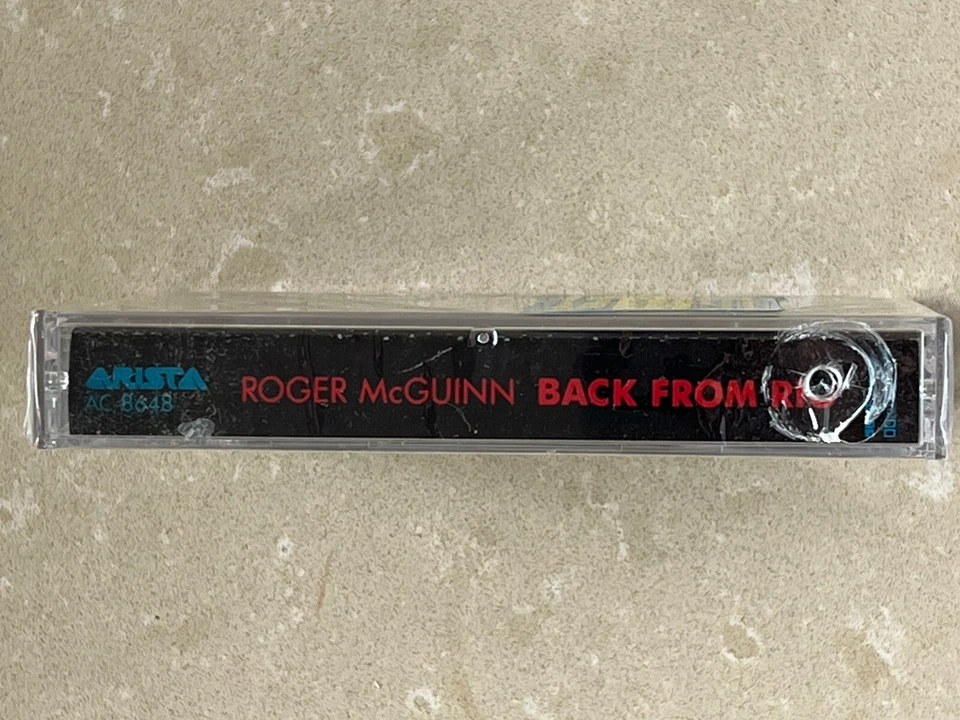 ARISTA
AC 8648
ROGER McGUINN BACK FROM